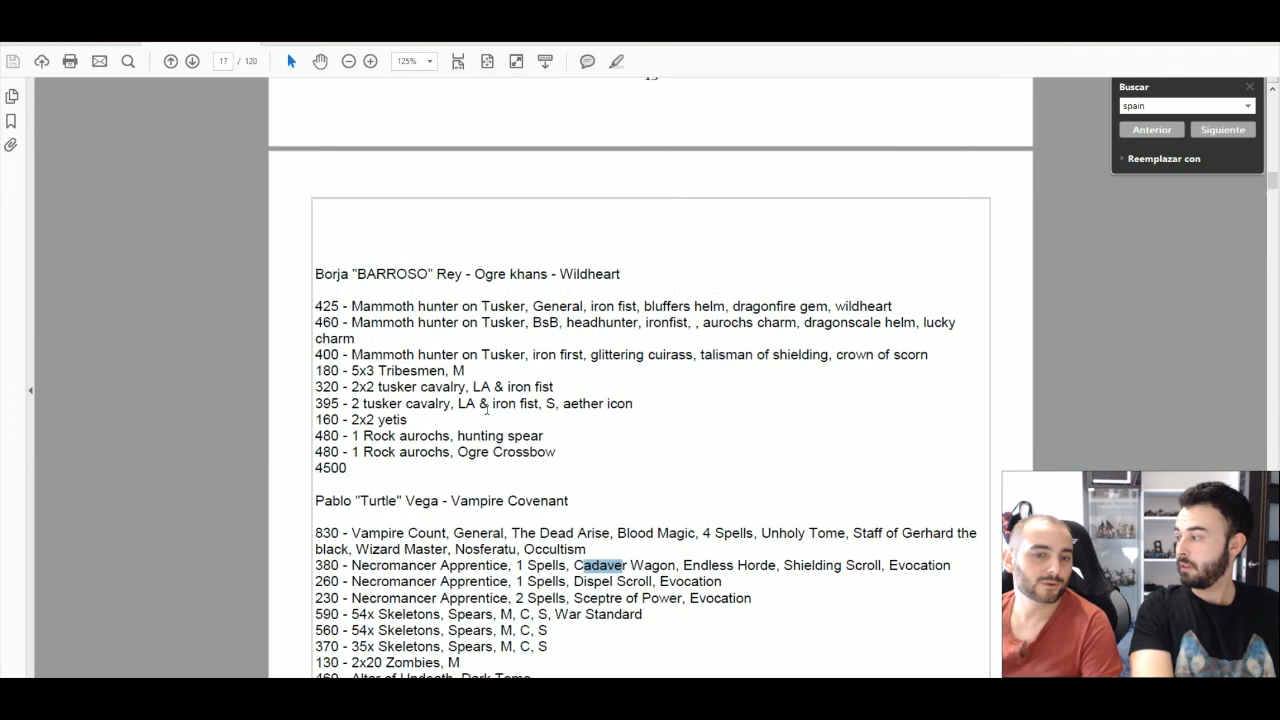 17 / 120
125%
Buscar
spain
Anterior Siguiente
Reemplazar con
Borja "BARROSO" Rey - Ogre khans - Wildheart
425 - Mammoth hunter on Tusker, General, iron fist, bluffers helm, dragonfire gem, wildheart
460 - Mammoth hunter on Tusker, BsB, headhunter, ironfist, , aurochs charm, dragonscale helm, lucky
charm
400 - Mammoth hunter on Tusker, iron first, glittering cuirass, talisman of shielding, crown of scorn
180 - 5x3 Tribesmen, M
320 - 2x2 tusker cavalry, LA & iron fist
395 - 2 tusker cavalry, LA & iron fist, S, aether icon
160 - 2x2 yetis
480 - 1 Rock aurochs, hunting spear
480 - 1 Rock aurochs, Ogre Crossbow
4500
Pablo "Turtle" Vega - Vampire Covenant
830 - Vampire Count, General, The Dead Arise, Blood Magic, 4 Spells, Unholy Tome, Staff of Gerhard the
black, Wizard Master, Nosferatu, Occultism
380 - Necromancer Apprentice, 1 Spells, Cadaver Wagon, Endless Horde, Shielding Scroll, Evocation
260 - Necromancer Apprentice, 1 Spells, Dispel Scroll, Evocation
230 - Necromancer Apprentice, 2 Spells, Sceptre of Power, Evocation
590 - 54x Skeletons, Spears, M, C, S, War Standard
560 - 54x Skeletons, Spears, M, C, S
370 - 35x Skeletons, Spears, M, C, S
130 - 2x20 Zombies, M
460 - Altar of Undeath, Dark Tome